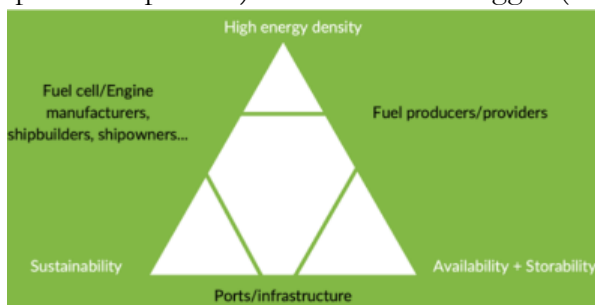 High energy density
Fuel cell/Engine
manufacturers,
shipbuilders, shipowners...
Fuel producers/providers
Sustainability
Availability + Storability
Ports/infrastructure